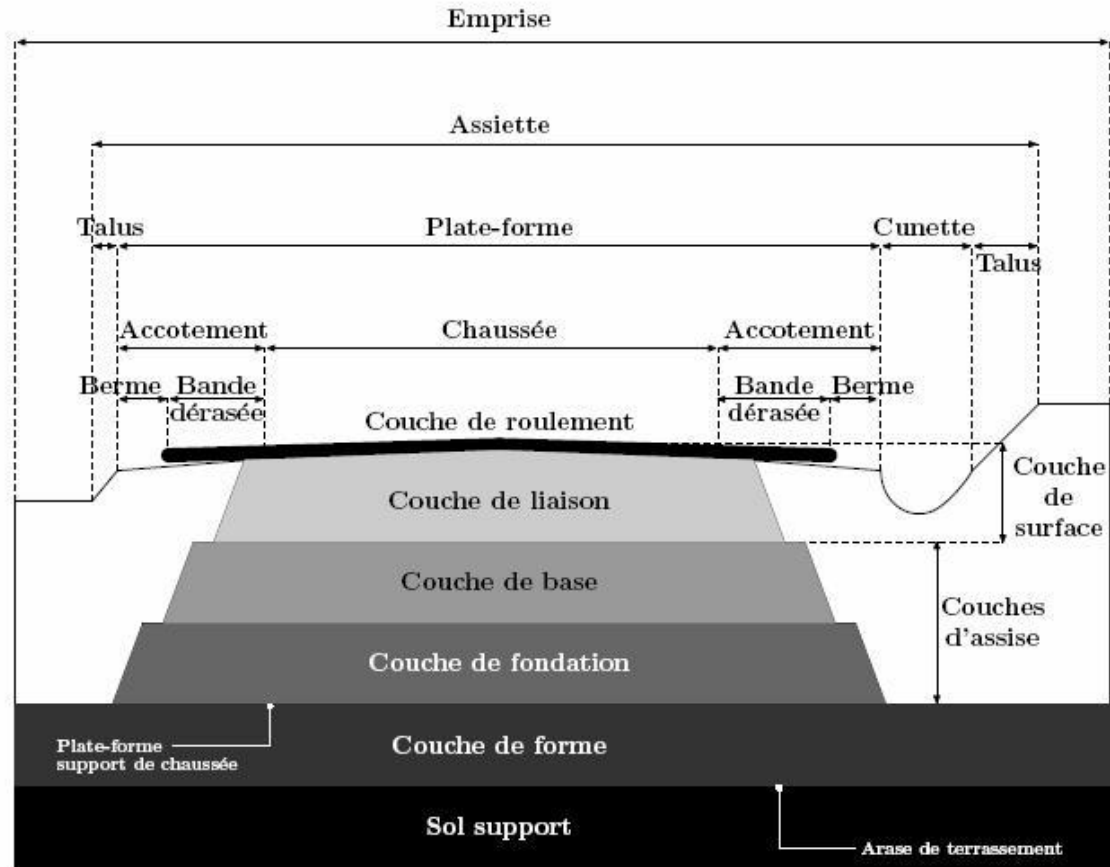 Emprise
Assiette
Talus
Plate-forme
Cunette
Talus
Accotement
Chaussée
Accotement
Berme
Bande
dérasée
Bande
dérasée
Berme
Couche de roulement
Couche
de
surface
Couche de liaison
Couche de base
Couches
d'assise
Couche de fondation
Plate-forme
support de chaussée
Couche de forme
Sol support
Arase de terrassement